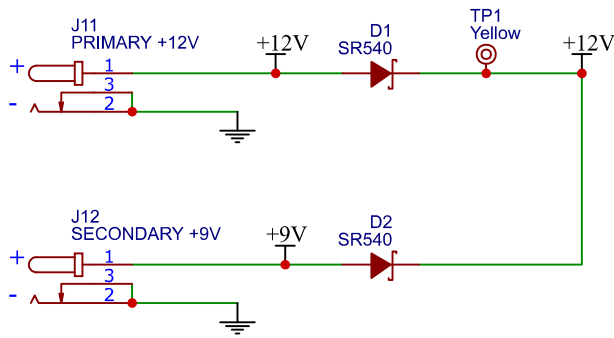 J11
PRIMARY +12V
+12V
D1
SR540
TP1
Yellow
+12V
+
1
3
-
2
J12
SECONDARY +9V
+9V
D2
SR540
+
1
3
-
2